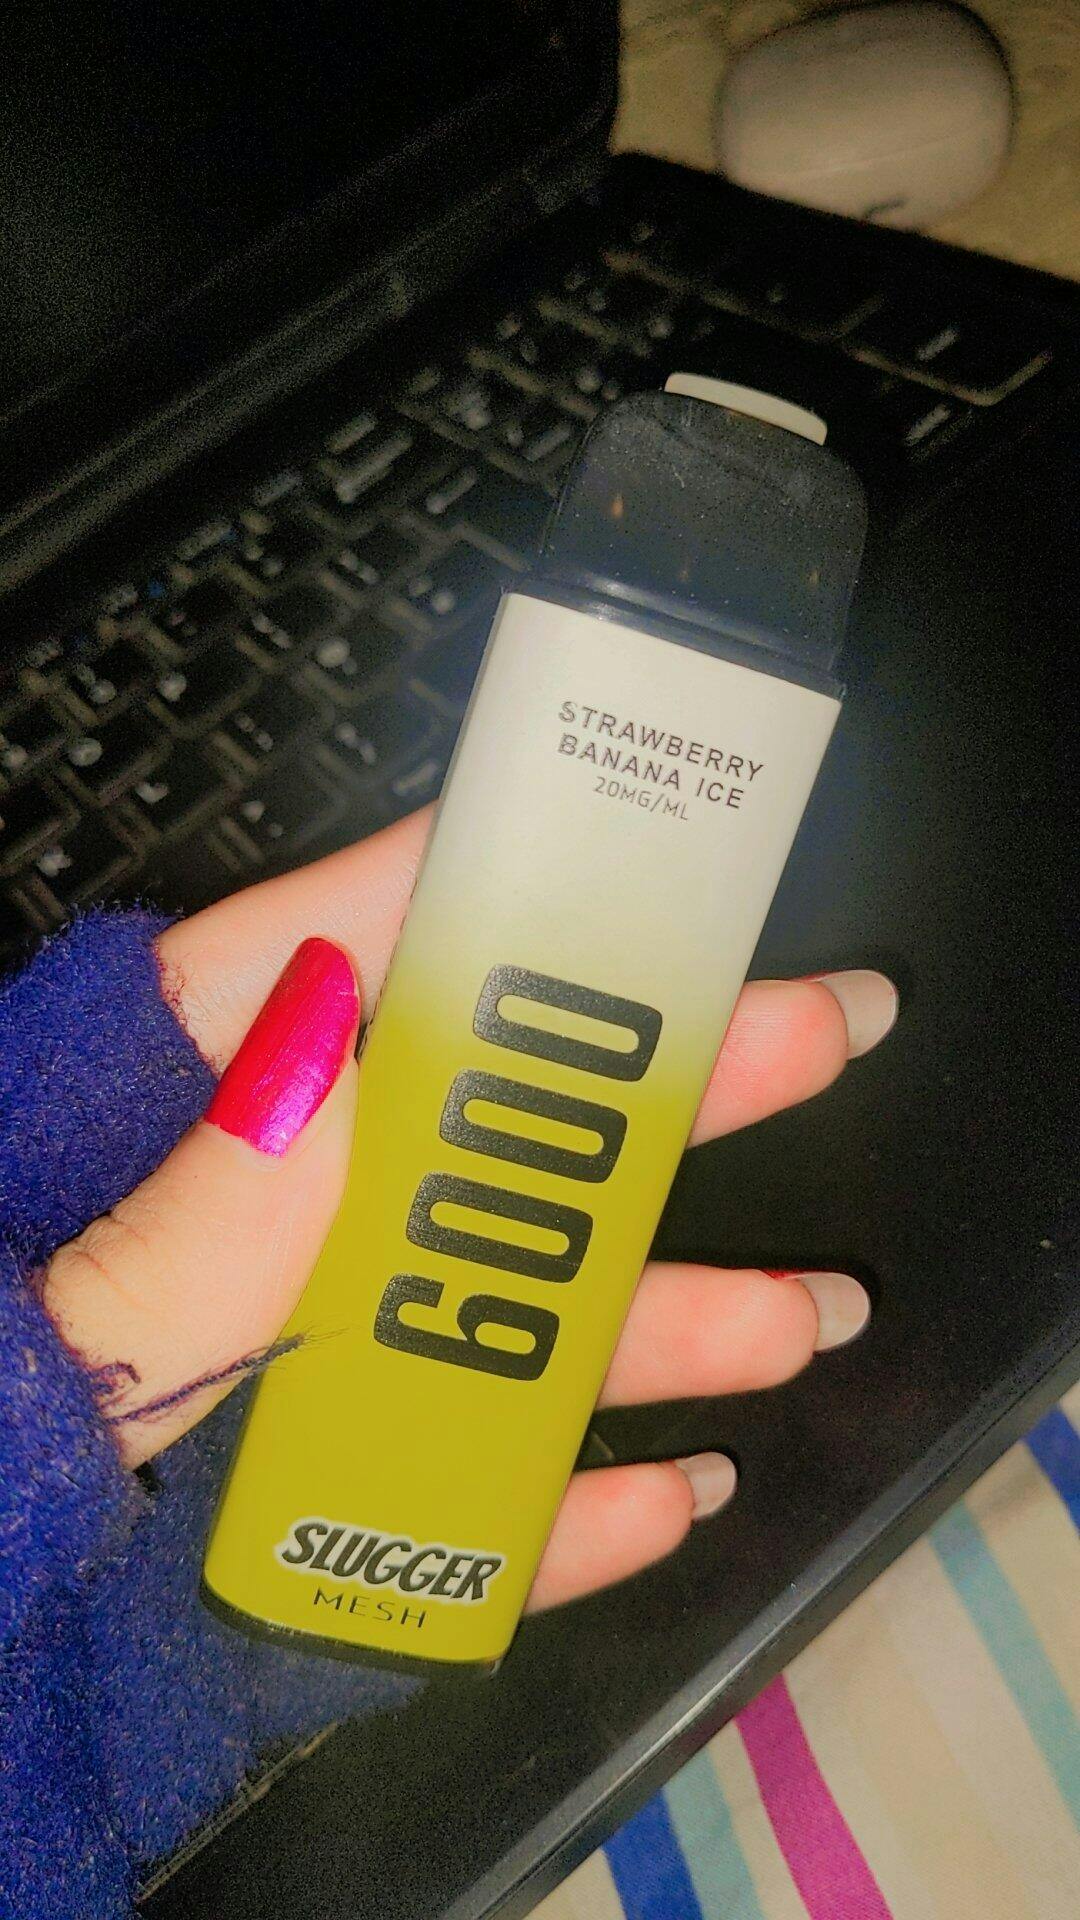 STRAWBERRY
BANANA ICE
20MG/ML
6000
SLUGGER
MESH